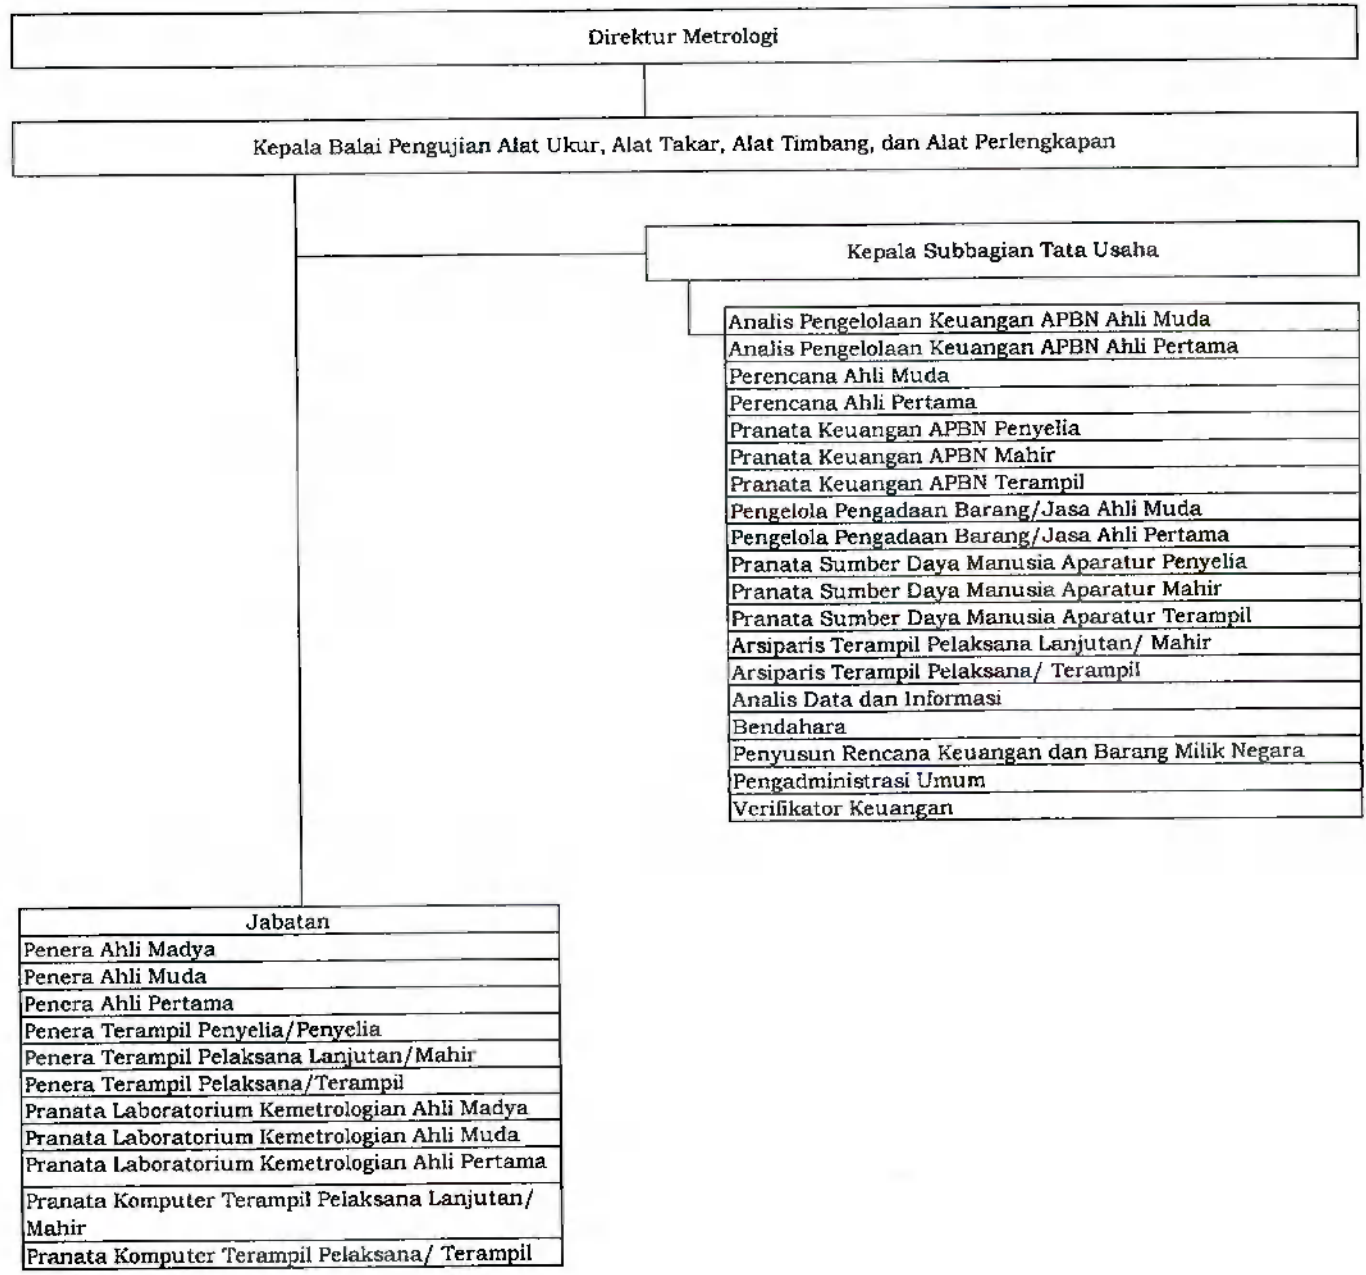 Direktur Metrologi
Kepala Balai Pengujian Alat Ukur, Alat Takar, Alat Timbang, dan Alat Perlengkapan
Kepala Subbagian Tata Usaha
Analis Pengelolaan Keuangan APBN Ahli Muda
Analis Pengelolaan Keuangan APBN Ahli Pertama
Perencana Ahli Muda
Perencana Ahli Pertama
Pranata Keuangan APBN Penyelia
Pranata Keuangan APBN Mahir
Pranata Keuangan APBN Terampil
Pengelola Pengadaan Barang/Jasa Ahli Muda
Pengelola Pengadaan Barang/Jasa Ahli Pertama
Pranata Sumber Daya Manusia Aparatur Penyelia
Pranata Sumber Daya Manusia Aparatur Mahir
Pranata Sumber Daya Manusia Aparatur Terampil
Arsiparis Terampil Pelaksana Lanjutan/ Mahir
Arsiparis Terampil Pelaksana/ Terampil
Analis Data dan Informasi
Bendahara
Penyusun Rencana Keuangan dan Barang Milik Negara
Pengadministrasi Umum
Verifikator Keuangan
Jabatan
Penera Ahli Madya
Penera Ahli Muda
Penera Ahli Pertama
Penera Terampil Penyelia/Penyelia
Penera Terampil Pelaksana Lanjutan/Mahir
Penera Terampil Pelaksana/Terampil
Pranata Laboratorium Kemetrologian Ahli Madya
Pranata Laboratorium Kemetrologian Ahli Muda
Pranata Laboratorium Kemetrologian Ahli Pertama
Pranata Komputer Terampil Pelaksana Lanjutan/
Mahir
Pranata Komputer Terampil Pelaksana/ Terampil